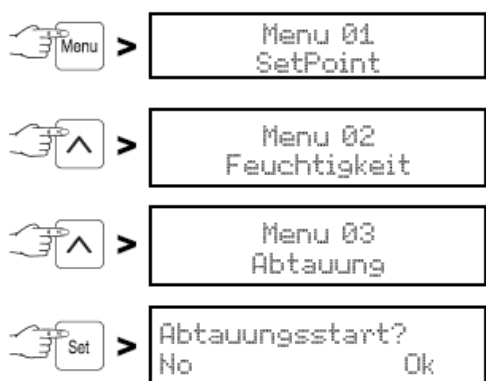 Menu > Menu 01
SetPoint
> Menu 02
Feuchtigkeit
> Menu 03
Abtauung
Set > Abtauungsstart?
No Ok